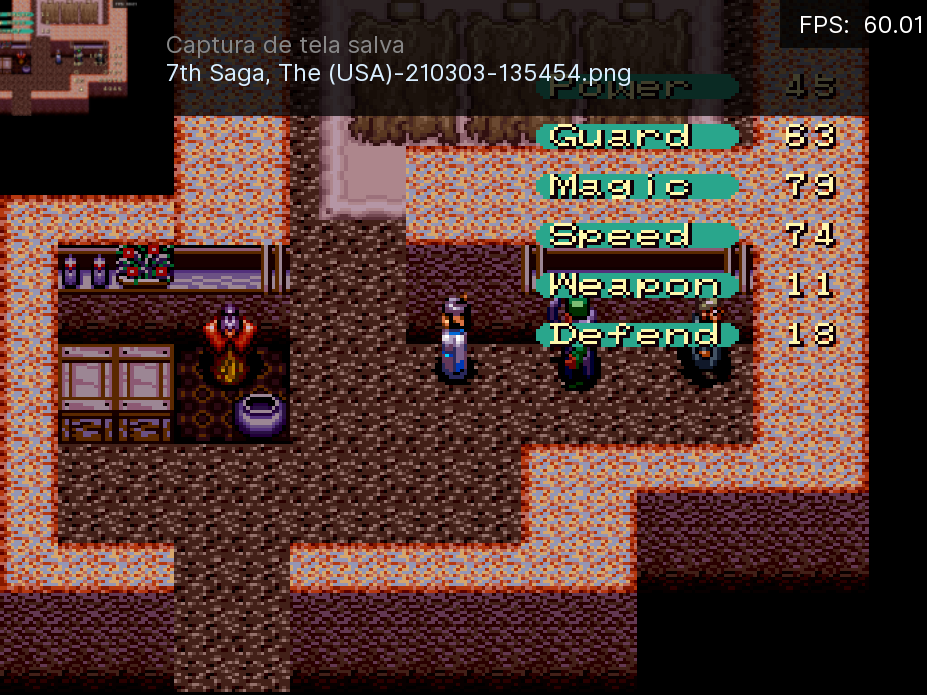 FPS: 60.01
Captura de tela salva
7th Saga, The (USA)-210303-135454.png
Power 45
Guard 63
Magic 79
Speed 74
Weapon 11
Defend 18